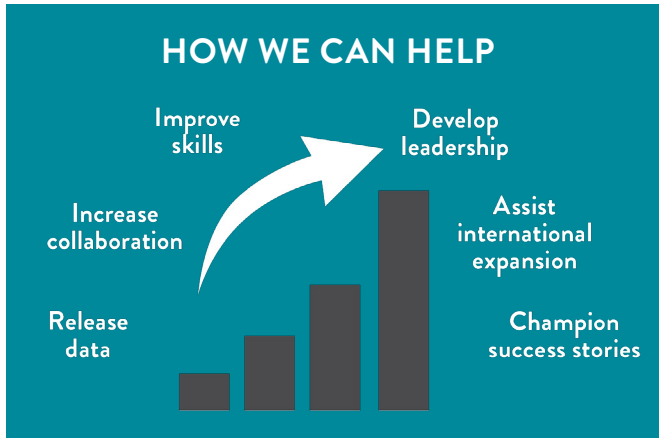 HOW WE CAN HELP
Improve
skills
Develop
leadership
Increase
collaboration
Assist
international
expansion
Release
data
Champion
success stories